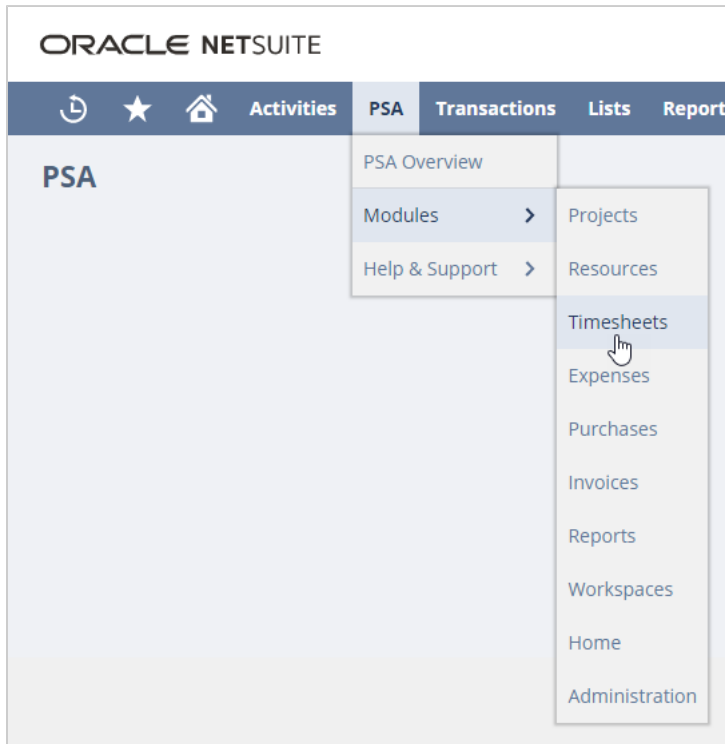 ORACLE NETSUITE
Activities PSA Transactions Lists Report
PSA
PSA Overview
Modules
Help & Support
Projects
Resources
Timesheets
Expenses
Purchases
Invoices
Reports
Workspaces
Home
Administration